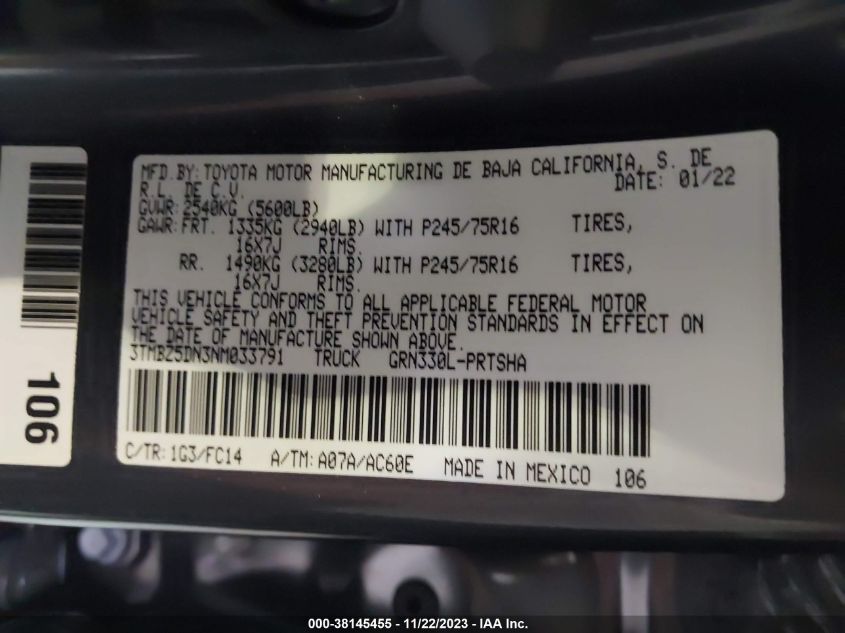 MFD.BY:TOYOTA MOTOR MANUFACTURING DE BAJA CALIFORNIA, S. DE
R.L. DE C.V. DATE: 01/22
GVWR:2540KG (5600LB)
GAWR:FRT. 1335KG (2940LB) WITH P245/75R16 TIRES,
16X7J RIMS.
RR. 1490KG (3280LB) WITH P245/75R16 TIRES,
16X7J RIMS.
THIS VEHICLE CONFORMS TO ALL APPLICABLE FEDERAL MOTOR
VEHICLE SAFETY AND THEFT PREVENTION STANDARDS IN EFFECT ON
THE DATE OF MANUFACTURE SHOWN ABOVE.
3TMBZ5DN3NM033791 TRUCK GRN330L-PRTSHA
C/TR:1G3/FC14 A/TM:A07A/AC60E MADE IN MEXICO 106
106
000-38145455 - 11/22/2023 - IAA Inc.